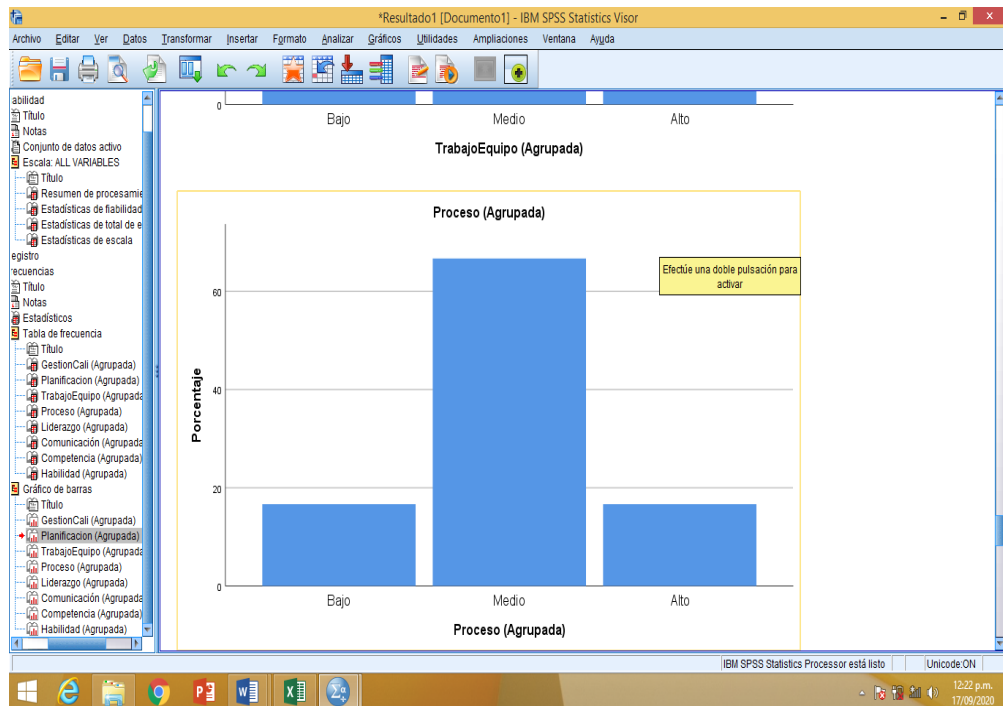 *Resultado1 [Documento1] - IBM SPSS Statistics Visor
Archivo Editar Ver Datos Transformar Insertar Formato Analizar Gráficos Utilidades Ampliaciones Ventana Ayuda
abilidad
Título
Notas
Conjunto de datos activo
Escala: ALL VARIABLES
Título
Resumen de procesamie
Estadísticas de fiabilidad
Estadísticas de total de e
Estadísticas de escala
egistro
recuencias
Título
Notas
Estadísticos
Tabla de frecuencia
Título
GestionCali (Agrupada)
Planificacion (Agrupada)
TrabajoEquipo (Agrupada
Proceso (Agrupada)
Liderazgo (Agrupada)
Comunicación (Agrupada
Competencia (Agrupada)
Habilidad (Agrupada)
Gráfico de barras
Título
GestionCali (Agrupada)
Planificacion (Agrupada)
TrabajoEquipo (Agrupada
Proceso (Agrupada)
Liderazgo (Agrupada)
Comunicación (Agrupada
Competencia (Agrupada)
Habilidad (Agrupada)
0
Bajo Medio Alto
TrabajoEquipo (Agrupada)
Proceso (Agrupada)
Efectúe una doble pulsación para
activar
Porcentaje
60
40
20
0
Bajo Medio Alto
Proceso (Agrupada)
IBM SPSS Statistics Processor está listo Unicode:ON
12:22 p.m.
17/09/2020